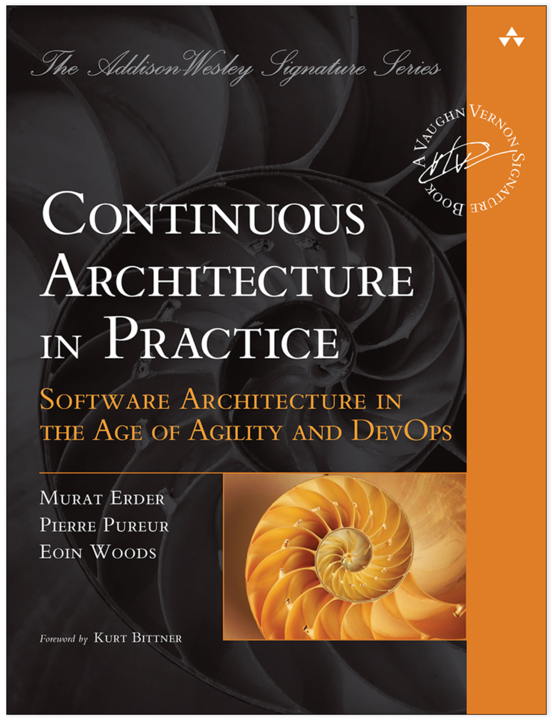 The Addison-Wesley Signature Series
A Vaughn Vernon Signature Book
Continuous
Architecture
in Practice
Software Architecture in
the Age of Agility and DevOps
Murat Erder
Pierre Pureur
Eoin Woods
Foreword by Kurt Bittner